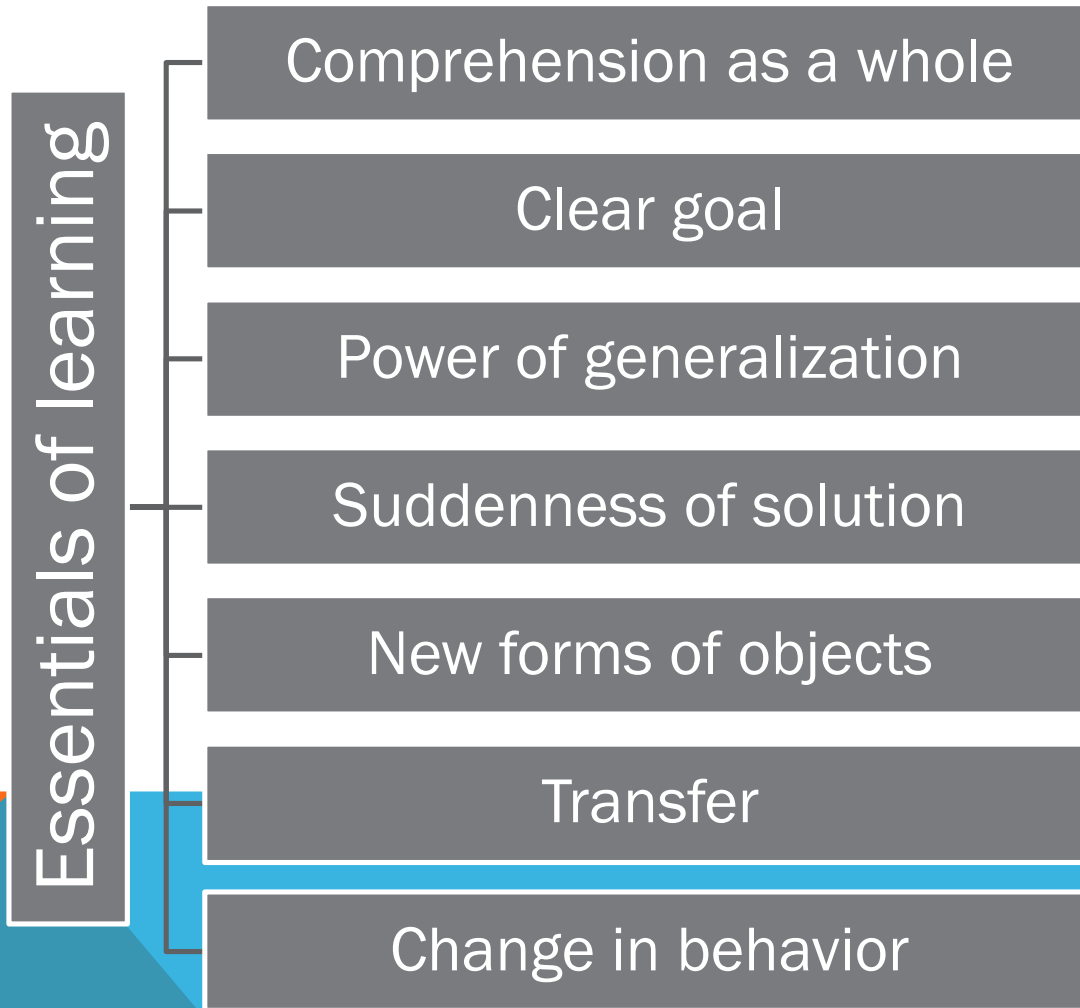 Essentials of learning
Comprehension as a whole
Clear goal
Power of generalization
Suddenness of solution
New forms of objects
Transfer
Change in behavior